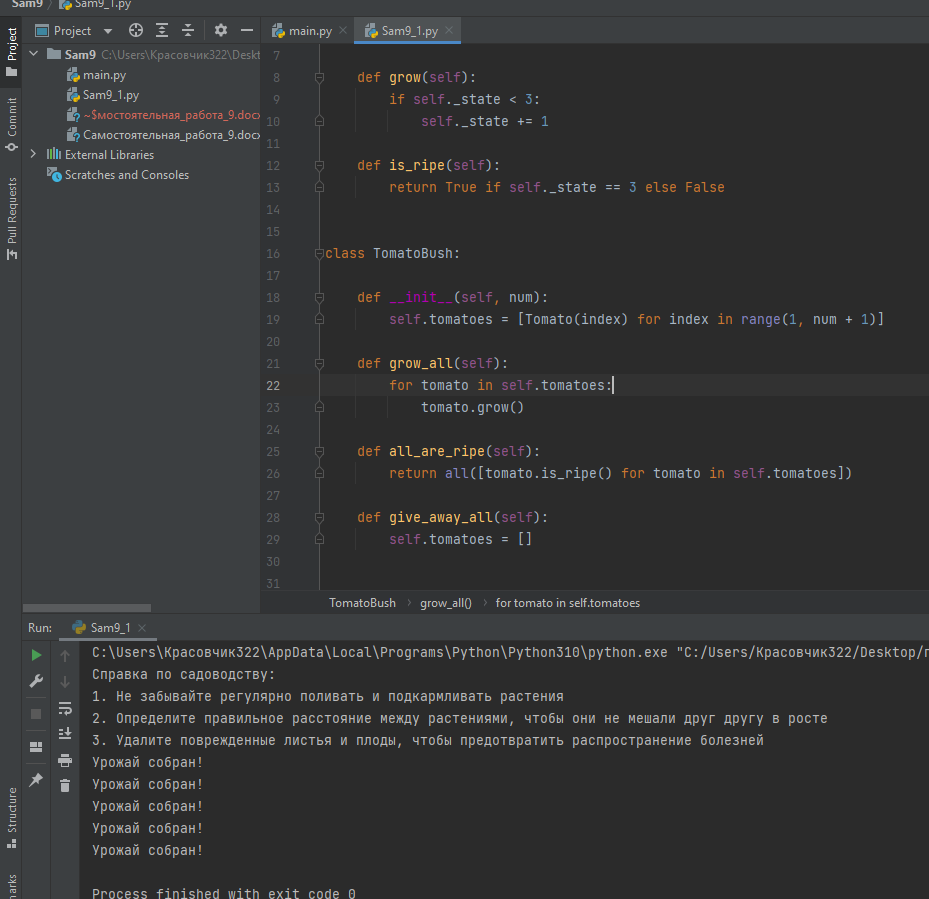 Sam9 Sam9_1.py
Project main.py Sam9_1.py
Project
Commit
Pull Requests
Structure
Sam9 C:\Users\Красовчик322\Deskt
main.py
Sam9_1.py
~$мостоятельная_работа_9.docx
Самостоятельная_работа_9.docx
External Libraries
Scratches and Consoles
7
8 def grow(self):
9 if self._state < 3:
10 self._state += 1
11
12 def is_ripe(self):
13 return True if self._state == 3 else False
14
15
16 class TomatoBush:
17
18 def __init__(self, num):
19 self.tomatoes = [Tomato(index) for index in range(1, num + 1)]
20
21 def grow_all(self):
22 for tomato in self.tomatoes:
23 tomato.grow()
24
25 def all_are_ripe(self):
26 return all([tomato.is_ripe() for tomato in self.tomatoes])
27
28 def give_away_all(self):
29 self.tomatoes = []
30
31
TomatoBush grow_all() for tomato in self.tomatoes
Run: Sam9_1
C:\Users\Красовчик322\AppData\Local\Programs\Python\Python310\python.exe "C:/Users/Красовчик322/Desktop/
Справка по садоводству:
1. Не забывайте регулярно поливать и подкармливать растения
2. Определите правильное расстояние между растениями, чтобы они не мешали друг другу в росте
3. Удалите поврежденные листья и плоды, чтобы предотвратить распространение болезней
Урожай собран!
Урожай собран!
Урожай собран!
Урожай собран!
Урожай собран!
Process finished with exit code 0